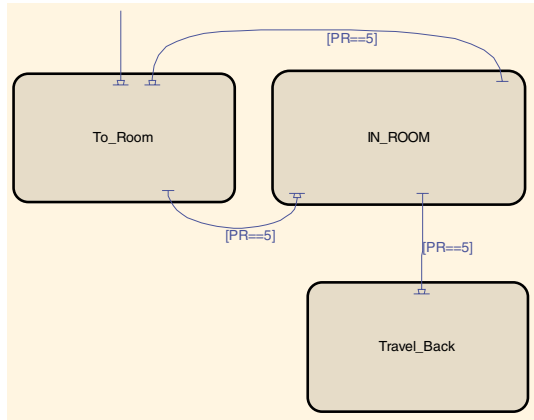 [PR==5]
To_Room
IN_ROOM
[PR==5]
[PR==5]
Travel_Back